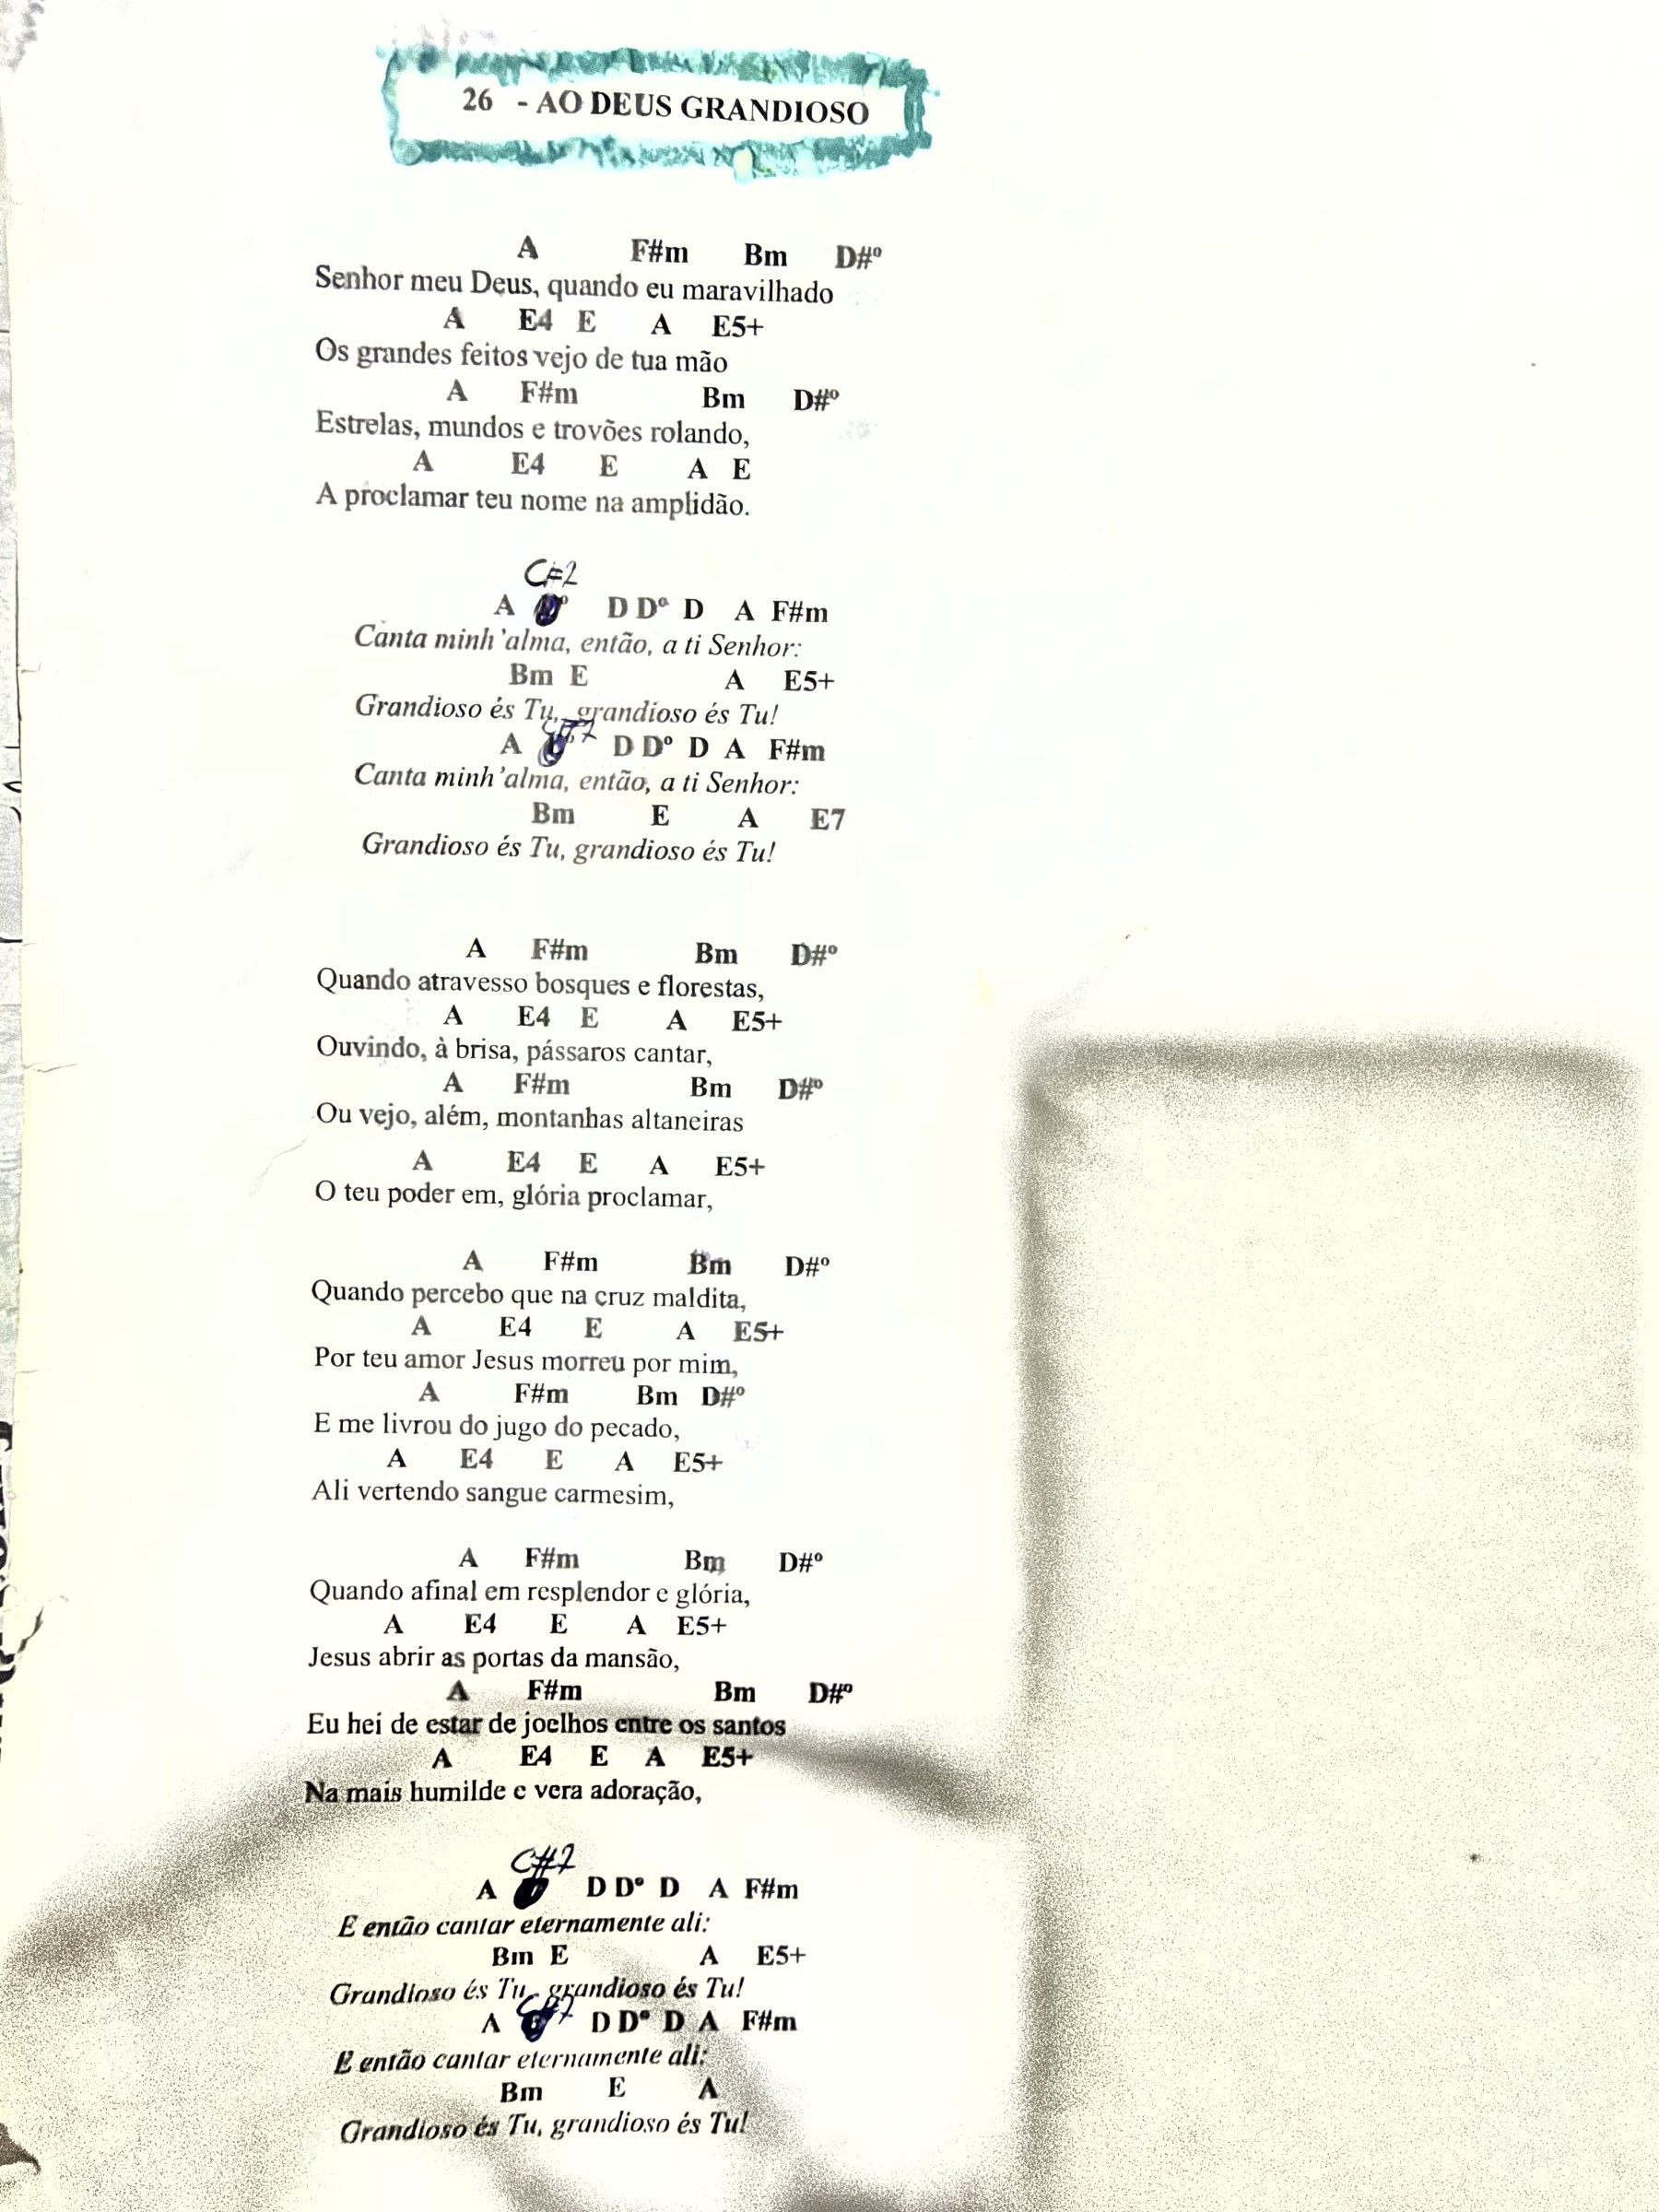 26 - AO DEUS GRANDIOSO
A F#m Bm D#º
Senhor meu Deus, quando eu maravilhado
A E4 E A E5+
Os grandes feitos vejo de tua mão
A F#m Bm D#º
Estrelas, mundos e trovões rolando,
A E4 E A E
A proclamar teu nome na amplidão.
C#7
A D Dº D A F#m
Canta minh'alma, então, a ti Senhor:
Bm E A E5+
Grandioso és Tu, grandioso és Tu!
C#7
A D Dº D A F#m
Canta minh'alma, então, a ti Senhor:
Bm E A E7
Grandioso és Tu, grandioso és Tu!
A F#m Bm D#º
Quando atravesso bosques e florestas,
A E4 E A E5+
Ouvindo, à brisa, pássaros cantar,
A F#m Bm D#º
Ou vejo, além, montanhas altaneiras
A E4 E A E5+
O teu poder em, glória proclamar,
A F#m Bm D#º
Quando percebo que na cruz maldita,
A E4 E A E5+
Por teu amor Jesus morreu por mim,
A F#m Bm D#º
E me livrou do jugo do pecado,
A E4 E A E5+
Ali vertendo sangue carmesim,
A F#m Bm D#º
Quando afinal em resplendor e glória,
A E4 E A E5+
Jesus abrir as portas da mansão,
A F#m Bm D#º
Eu hei de estar de joelhos entre os santos
A E4 E A E5+
Na mais humilde e vera adoração,
C#7
A D Dº D A F#m
E então cantar eternamente ali:
Bm E A E5+
Grandioso és Tu, grandioso és Tu!
C#7
A D Dº D A F#m
E então cantar eternamente ali:
Bm E A
Grandioso és Tu, grandioso és Tu!